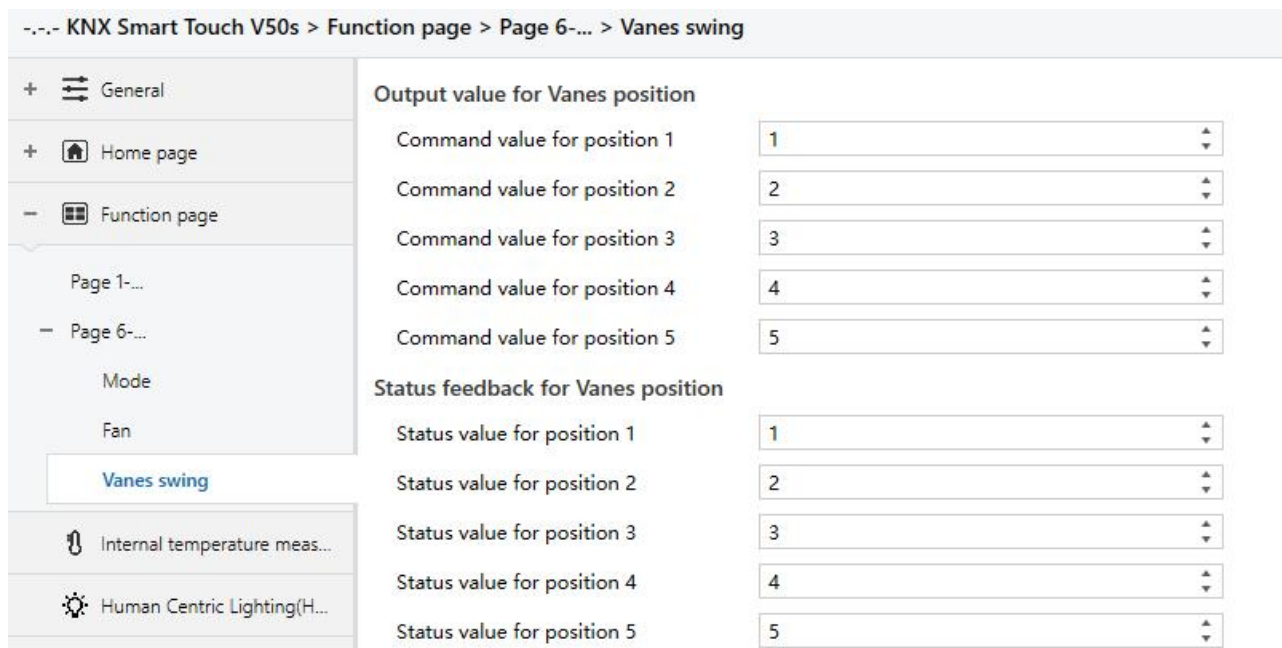 -.-.- KNX Smart Touch V50s > Function page > Page 6-... > Vanes swing
+ General
+ Home page
− Function page
Page 1-...
− Page 6-...
Mode
Fan
Vanes swing
Internal temperature meas...
Human Centric Lighting(H...
Output value for Vanes position
Command value for position 1 1
Command value for position 2 2
Command value for position 3 3
Command value for position 4 4
Command value for position 5 5
Status feedback for Vanes position
Status value for position 1 1
Status value for position 2 2
Status value for position 3 3
Status value for position 4 4
Status value for position 5 5